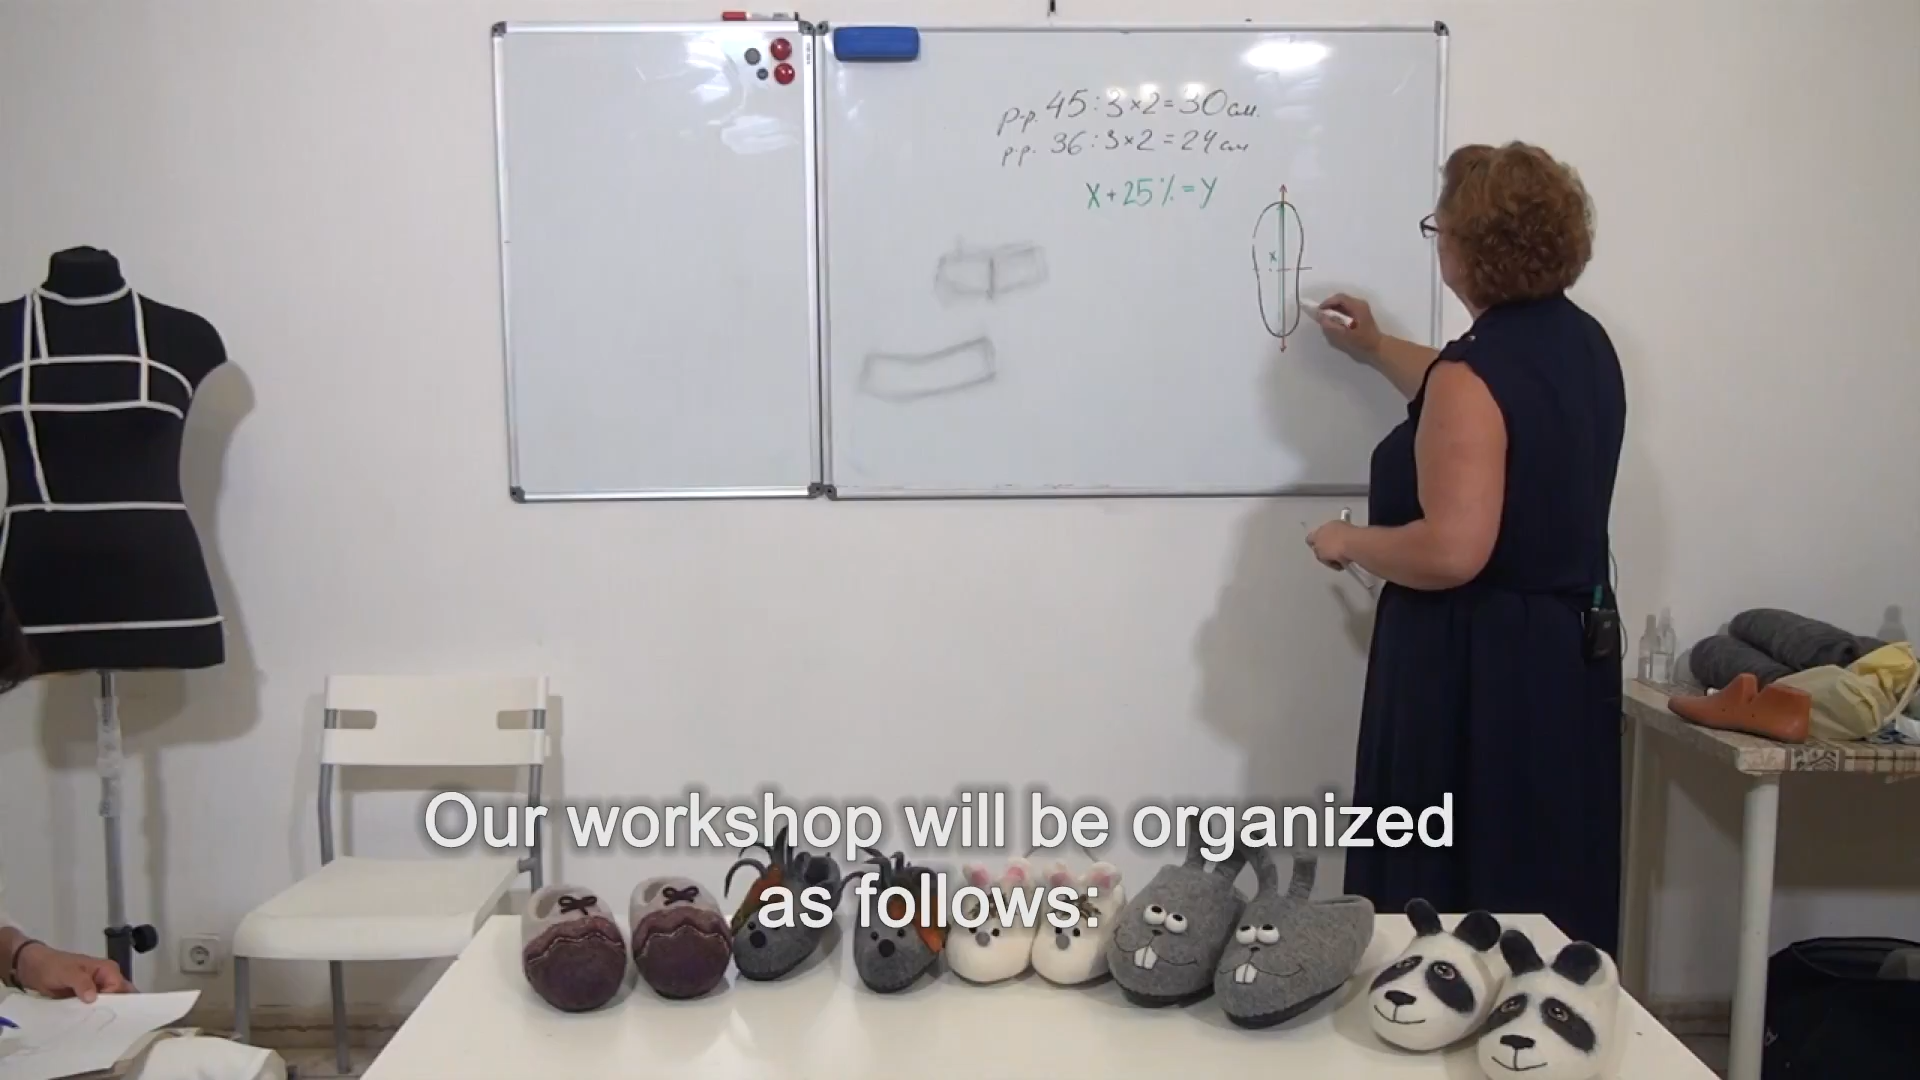 р-р. 45:3×2=30см.
р-р. 36:3×2=24см
X+25%=Y
x
Our workshop will be organized
as follows: